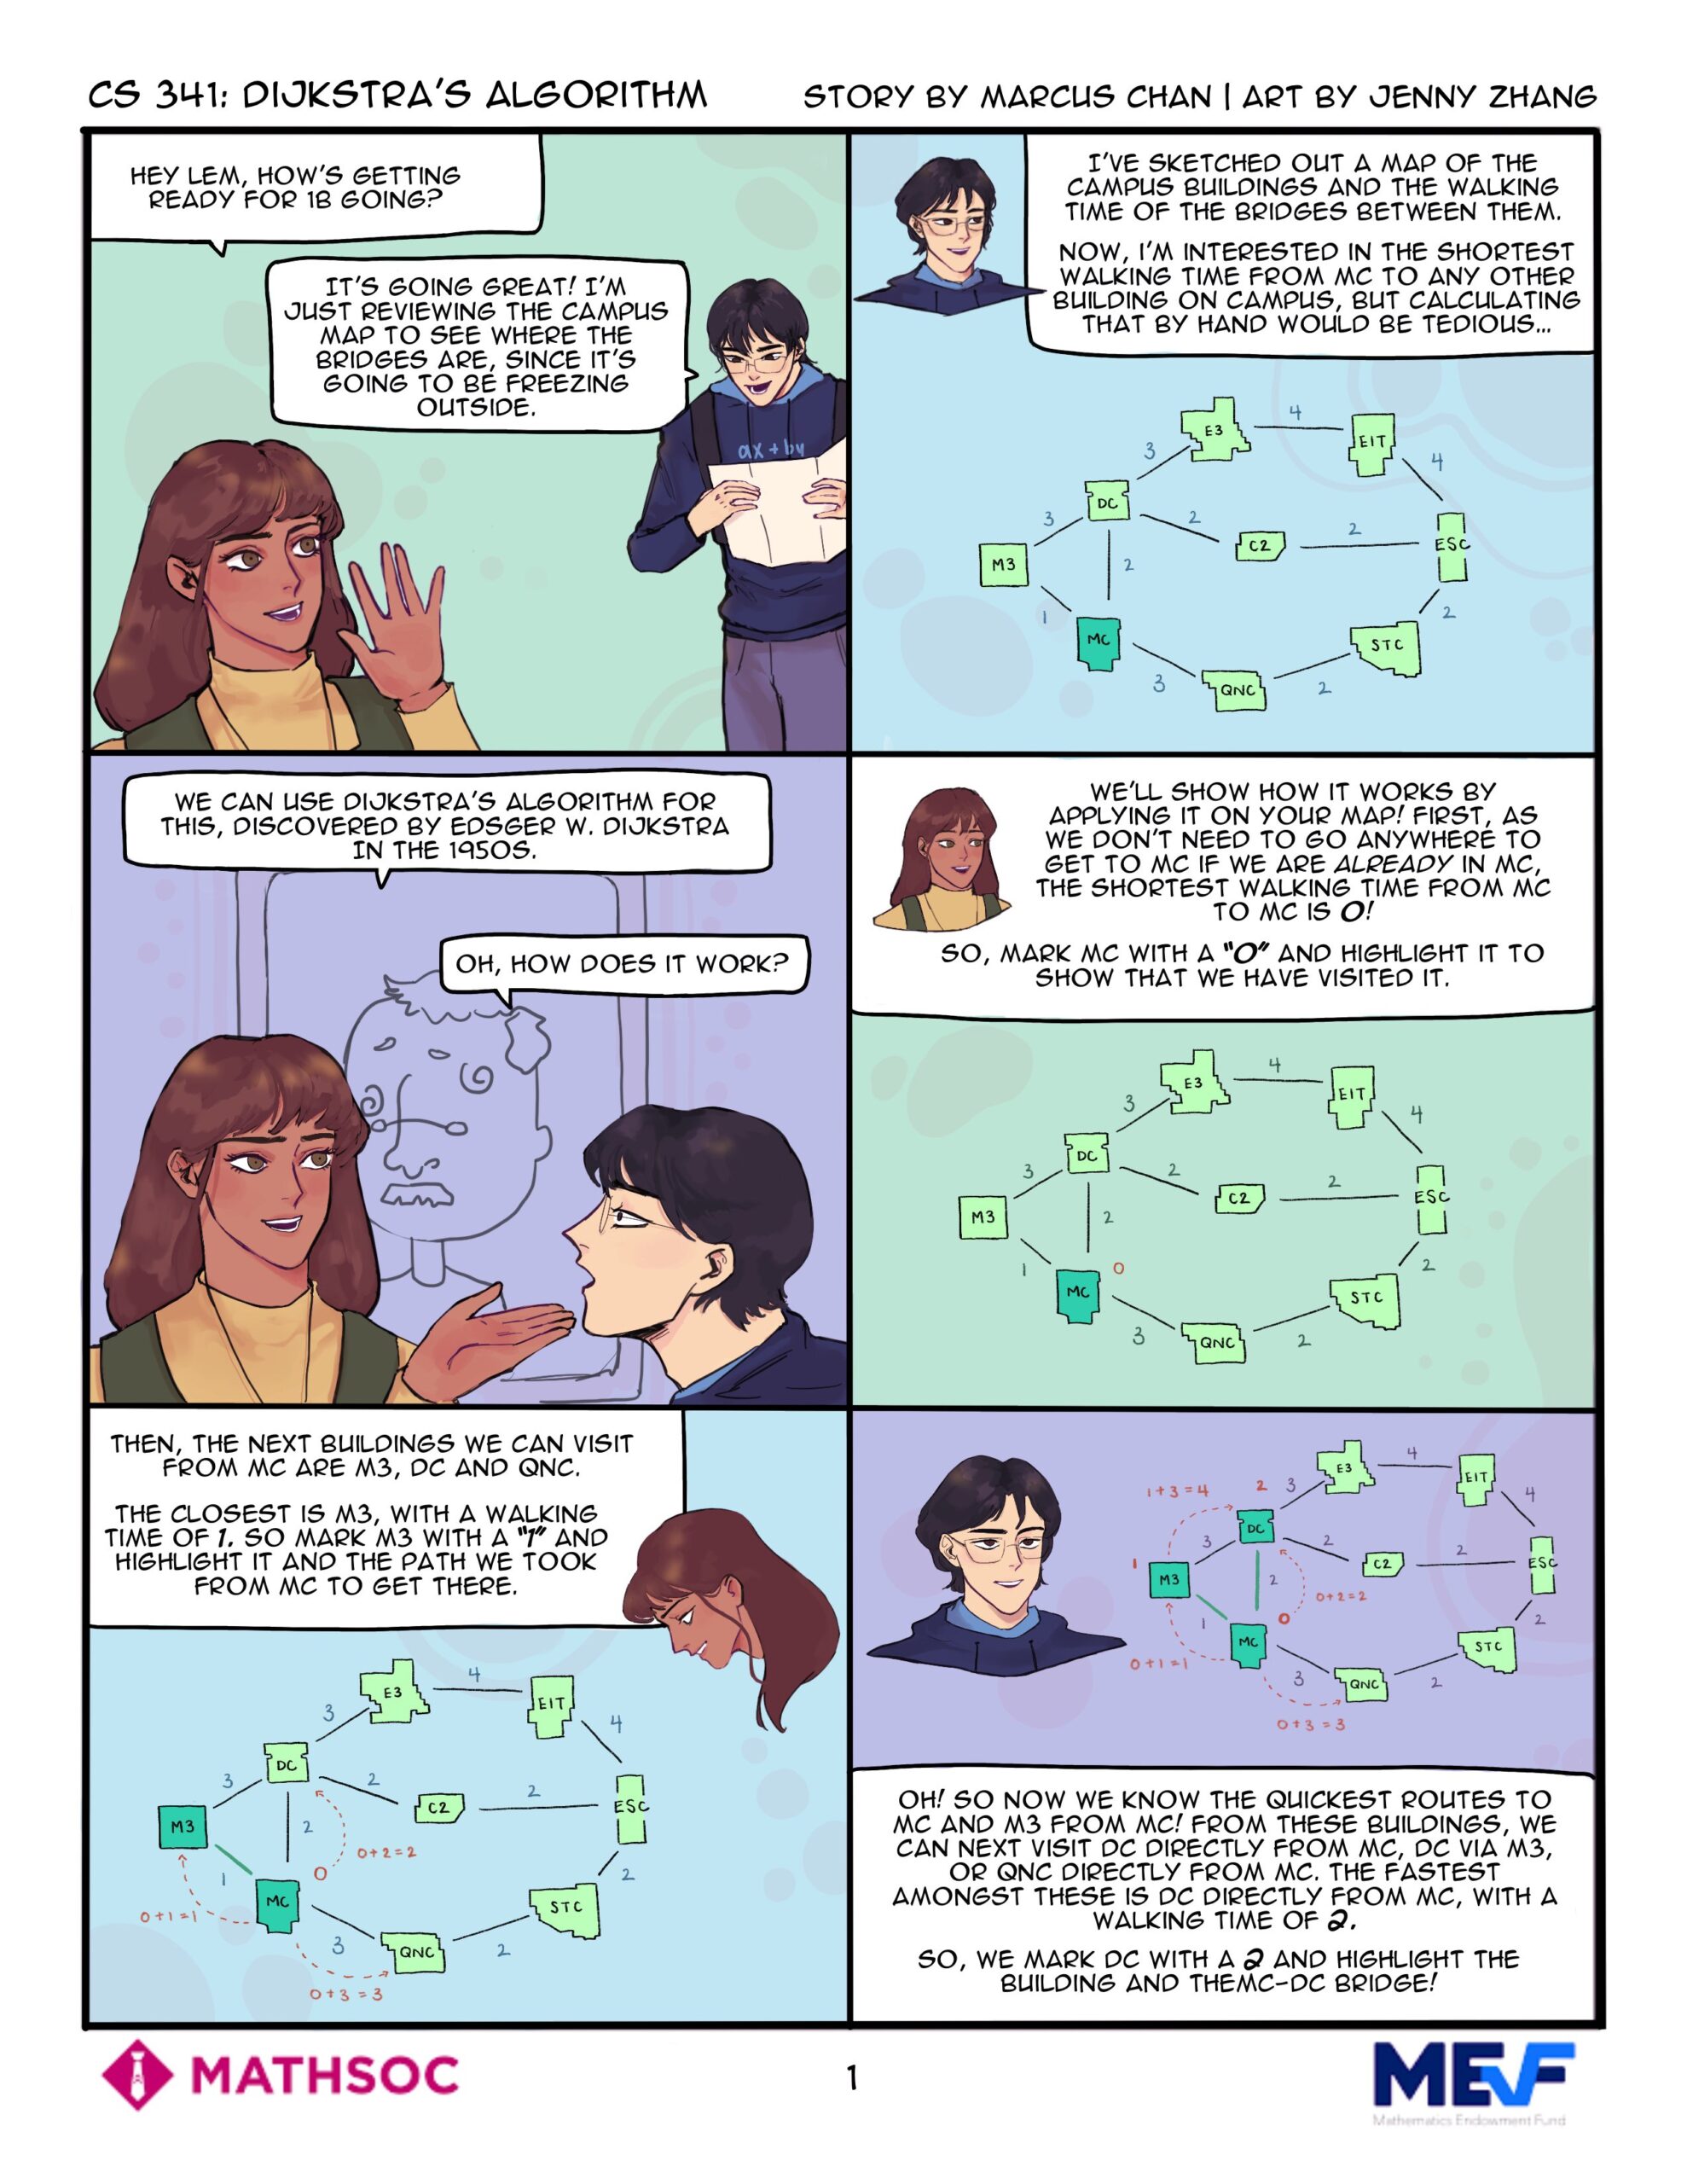 CS 341: DIJKSTRA'S ALGORITHM
STORY BY MARCUS CHAN | ART BY JENNY ZHANG
HEY LEM, HOW'S GETTING
READY FOR 1B GOING?
IT'S GOING GREAT! I'M
JUST REVIEWING THE CAMPUS
MAP TO SEE WHERE THE
BRIDGES ARE, SINCE IT'S
GOING TO BE FREEZING
OUTSIDE.
ax + by
I'VE SKETCHED OUT A MAP OF THE
CAMPUS BUILDINGS AND THE WALKING
TIME OF THE BRIDGES BETWEEN THEM.
NOW, I'M INTERESTED IN THE SHORTEST
WALKING TIME FROM MC TO ANY OTHER
BUILDING ON CAMPUS, BUT CALCULATING
THAT BY HAND WOULD BE TEDIOUS...
4
E3
EIT
3
4
DC
3
2
2
C2
ESC
M3
2
1
2
MC
STC
3
QNC
2
WE CAN USE DIJKSTRA'S ALGORITHM FOR
THIS, DISCOVERED BY EDSGER W. DIJKSTRA
IN THE 1950S.
OH, HOW DOES IT WORK?
WE'LL SHOW HOW IT WORKS BY
APPLYING IT ON YOUR MAP! FIRST, AS
WE DON'T NEED TO GO ANYWHERE TO
GET TO MC IF WE ARE ALREADY IN MC,
THE SHORTEST WALKING TIME FROM MC
TO MC IS 0!
SO, MARK MC WITH A "0" AND HIGHLIGHT IT TO
SHOW THAT WE HAVE VISITED IT.
4
E3
EIT
3
4
DC
3
2
2
C2
ESC
M3
2
1
0
2
MC
STC
3
QNC
2
THEN, THE NEXT BUILDINGS WE CAN VISIT
FROM MC ARE M3, DC AND QNC.
THE CLOSEST IS M3, WITH A WALKING
TIME OF 1. SO MARK M3 WITH A "1" AND
HIGHLIGHT IT AND THE PATH WE TOOK
FROM MC TO GET THERE.
4
E3
EIT
3
4
DC
3
2
2
C2
ESC
M3
2
0+2=2
1
0
2
MC
STC
0+1=1
3
QNC
2
0+3=3
4
E3
EIT
1+3=4
2
3
4
DC
3
2
2
C2
ESC
1
M3
2
0+2=2
1
0
2
MC
STC
0+1=1
3
QNC
2
0+3=3
OH! SO NOW WE KNOW THE QUICKEST ROUTES TO
MC AND M3 FROM MC! FROM THESE BUILDINGS, WE
CAN NEXT VISIT DC DIRECTLY FROM MC, DC VIA M3,
OR QNC DIRECTLY FROM MC. THE FASTEST
AMONGST THESE IS DC DIRECTLY FROM MC, WITH A
WALKING TIME OF 2.
SO, WE MARK DC WITH A 2 AND HIGHLIGHT THE
BUILDING AND THEMC-DC BRIDGE!
MATHSOC
1
MEF
Mathematics Endowment Fund